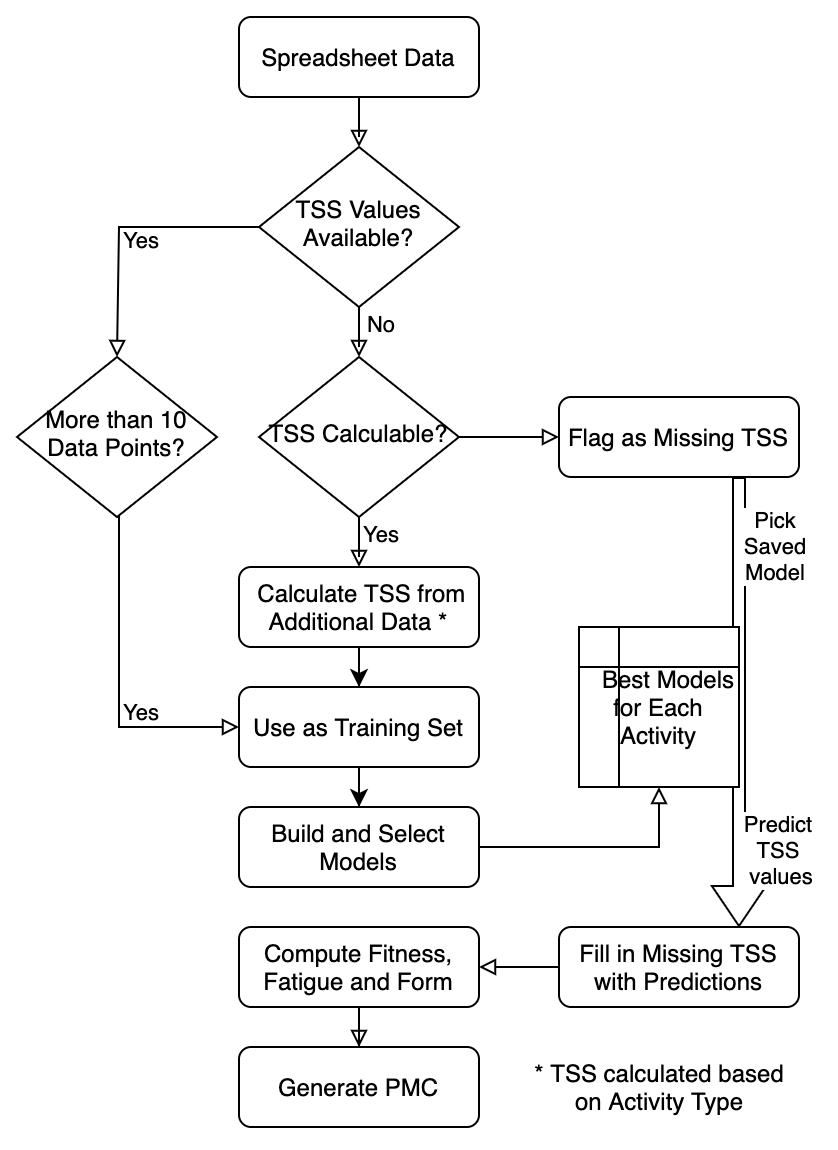 Spreadsheet Data
TSS Values
Available?
Yes
No
More than 10
Data Points?
TSS Calculable?
Flag as Missing TSS
Pick
Saved
Model
Yes
Calculate TSS from
Additional Data *
Best Models
for Each
Activity
Yes
Use as Training Set
Build and Select
Models
Predict
TSS
values
Compute Fitness,
Fatigue and Form
Fill in Missing TSS
with Predictions
Generate PMC
* TSS calculated based
on Activity Type